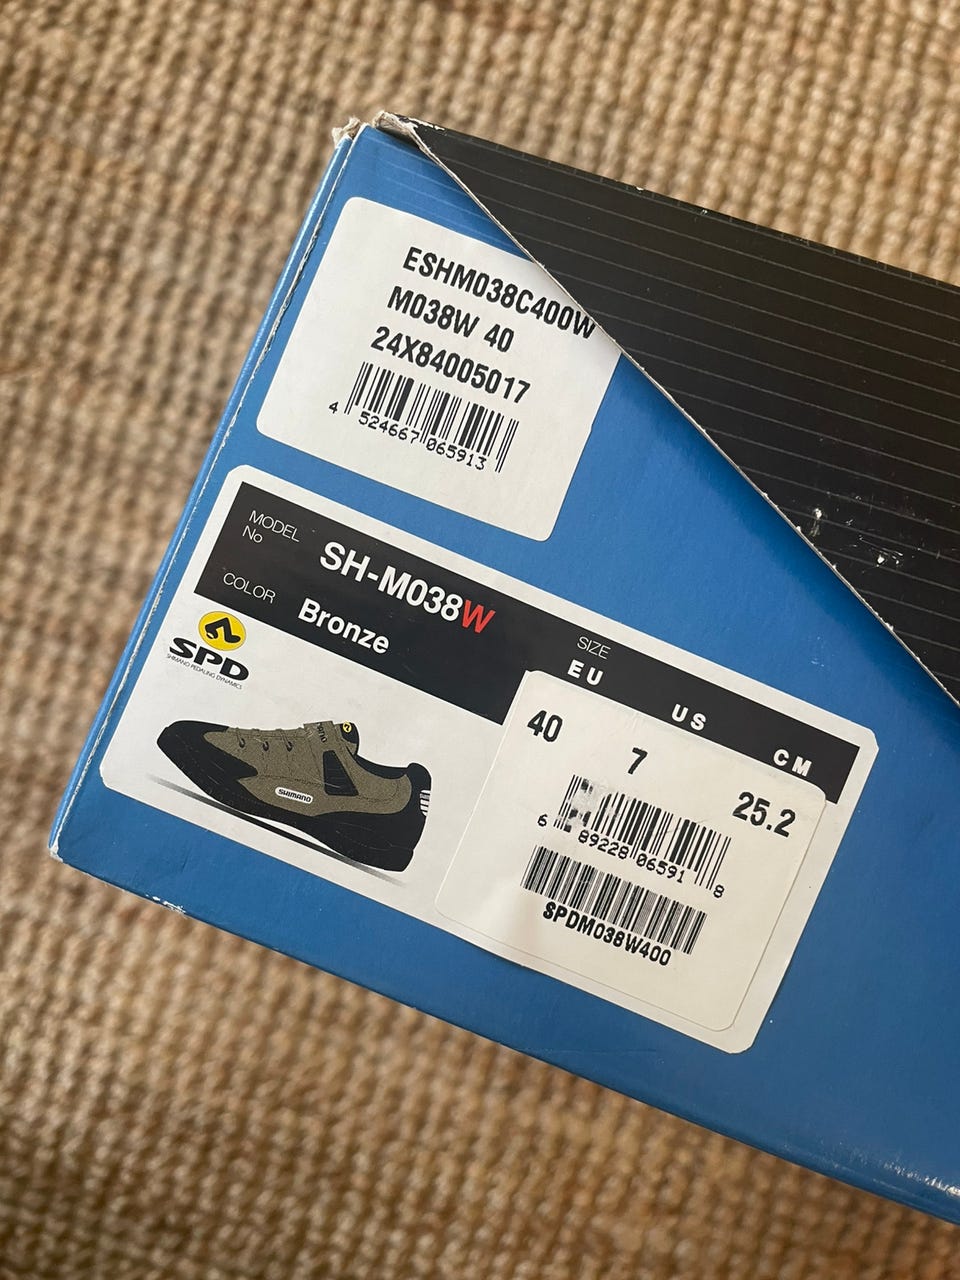 ESHM038C400W
M038W 40
24X84005017
4 524667 065913
MODEL No SH-M038W
COLOR Bronze
SPD
SHIMANO PEDALING DYNAMICS
SHIMANO
SIZE
EU US CM
40 7 25.2
6 89228 06591 8
SPDM038W400